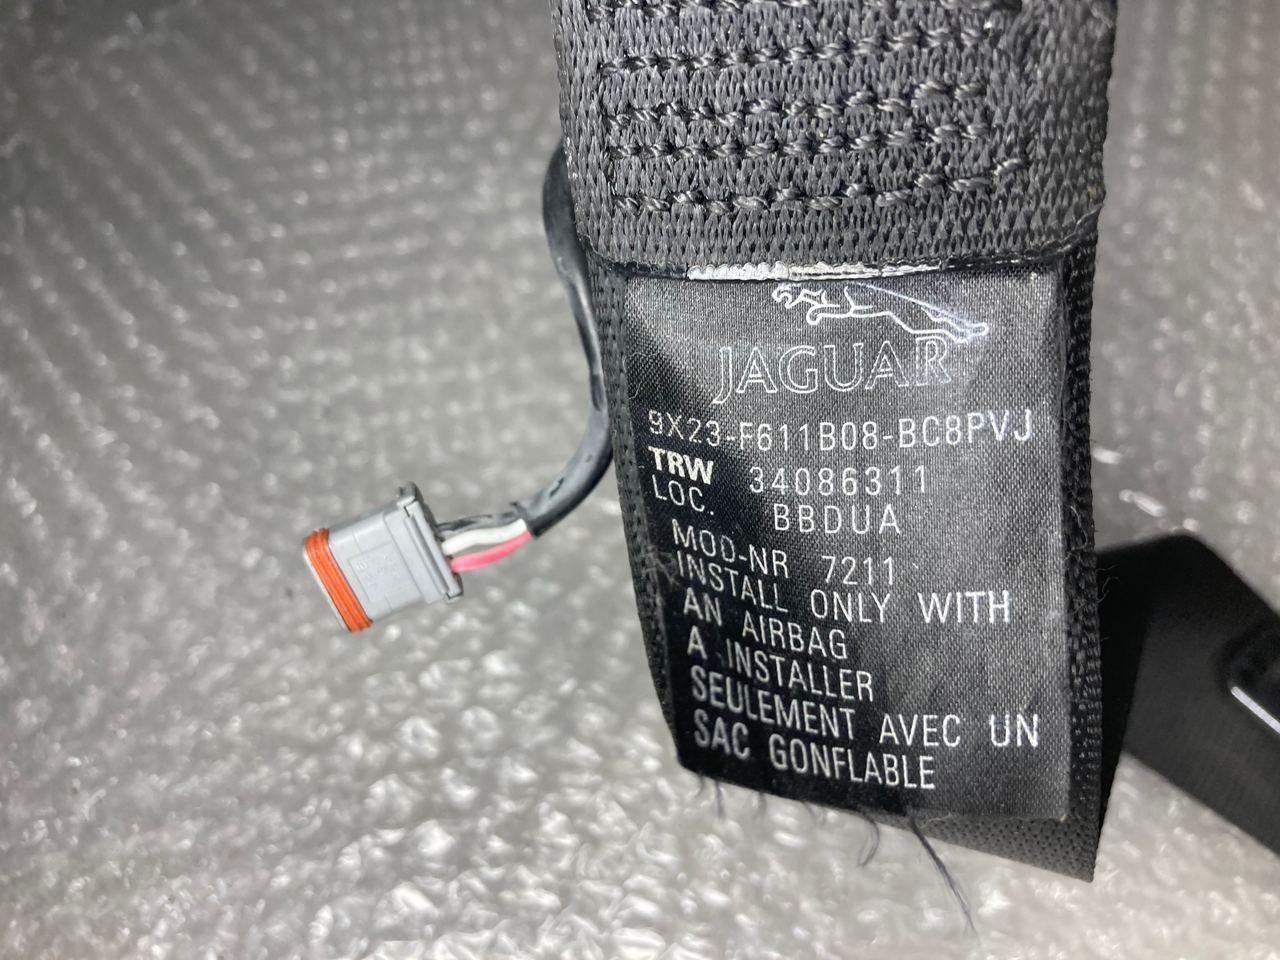 JAGUAR
9X23-F611B08-BC8PVJ
TRW 34086311
LOC. BBDUA
MOD-NR 7211
INSTALL ONLY WITH
AN AIRBAG
A INSTALLER
SEULEMENT AVEC UN
SAC GONFLABLE